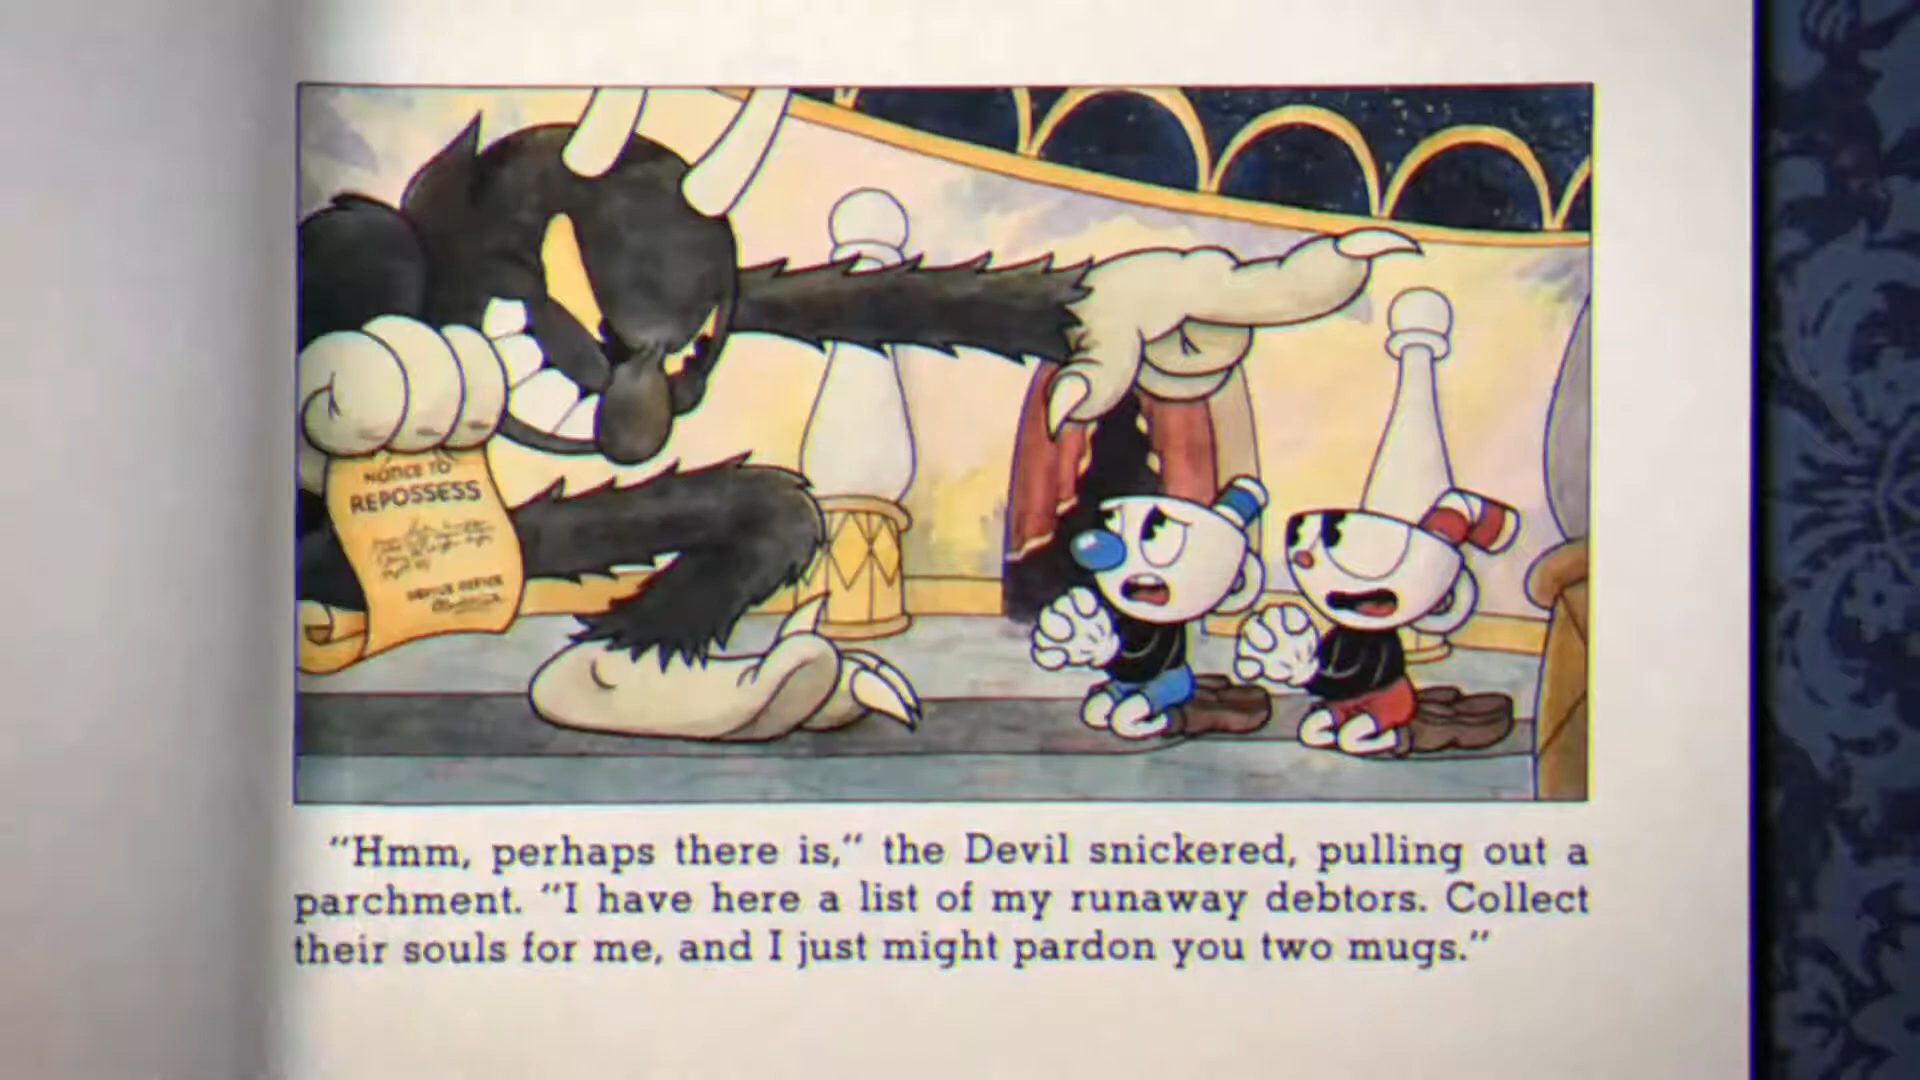 NOTICE TO
REPOSSESS
“Hmm, perhaps there is,“ the Devil snickered, pulling out a
parchment. “I have here a list of my runaway debtors. Collect
their souls for me, and I just might pardon you two mugs.“